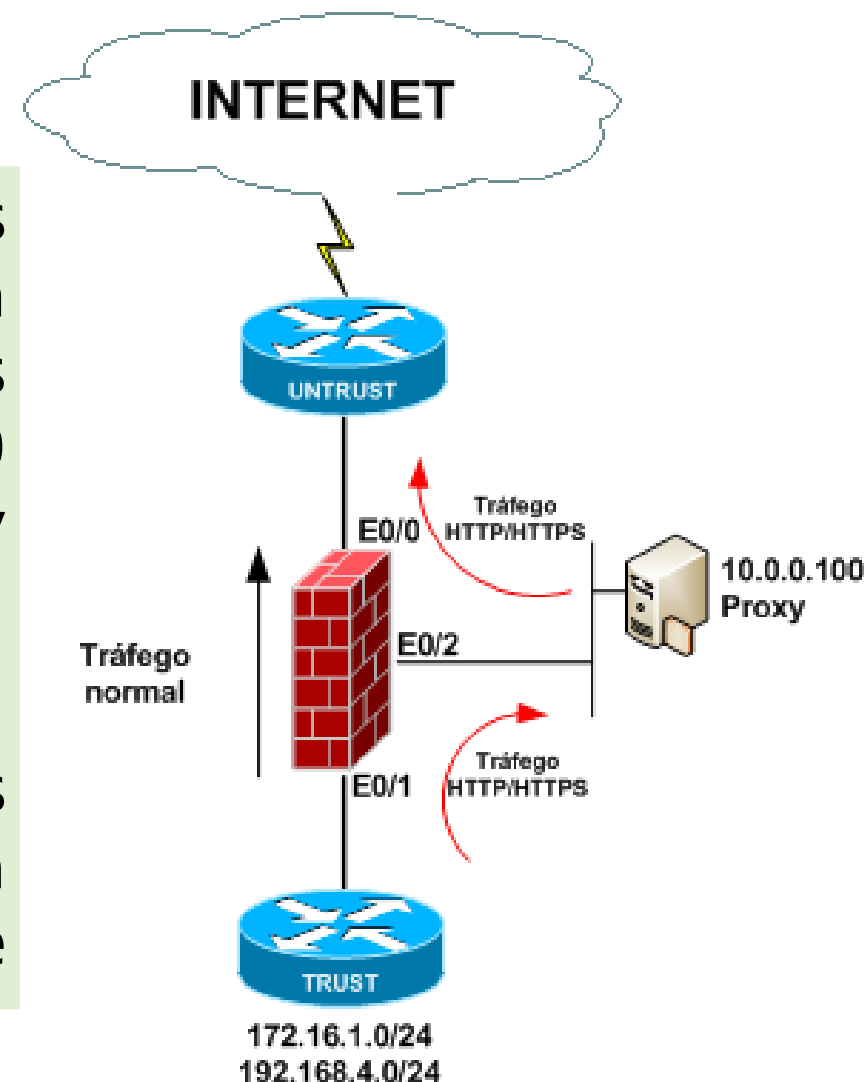 INTERNET
s
a
s
)
y
s
a
e
UNTRUST
E0/0
Tráfego
HTTP/HTTPS
10.0.0.100
Proxy
E0/2
Tráfego
normal
Tráfego
HTTP/HTTPS
E0/1
TRUST
172.16.1.0/24
192.168.4.0/24